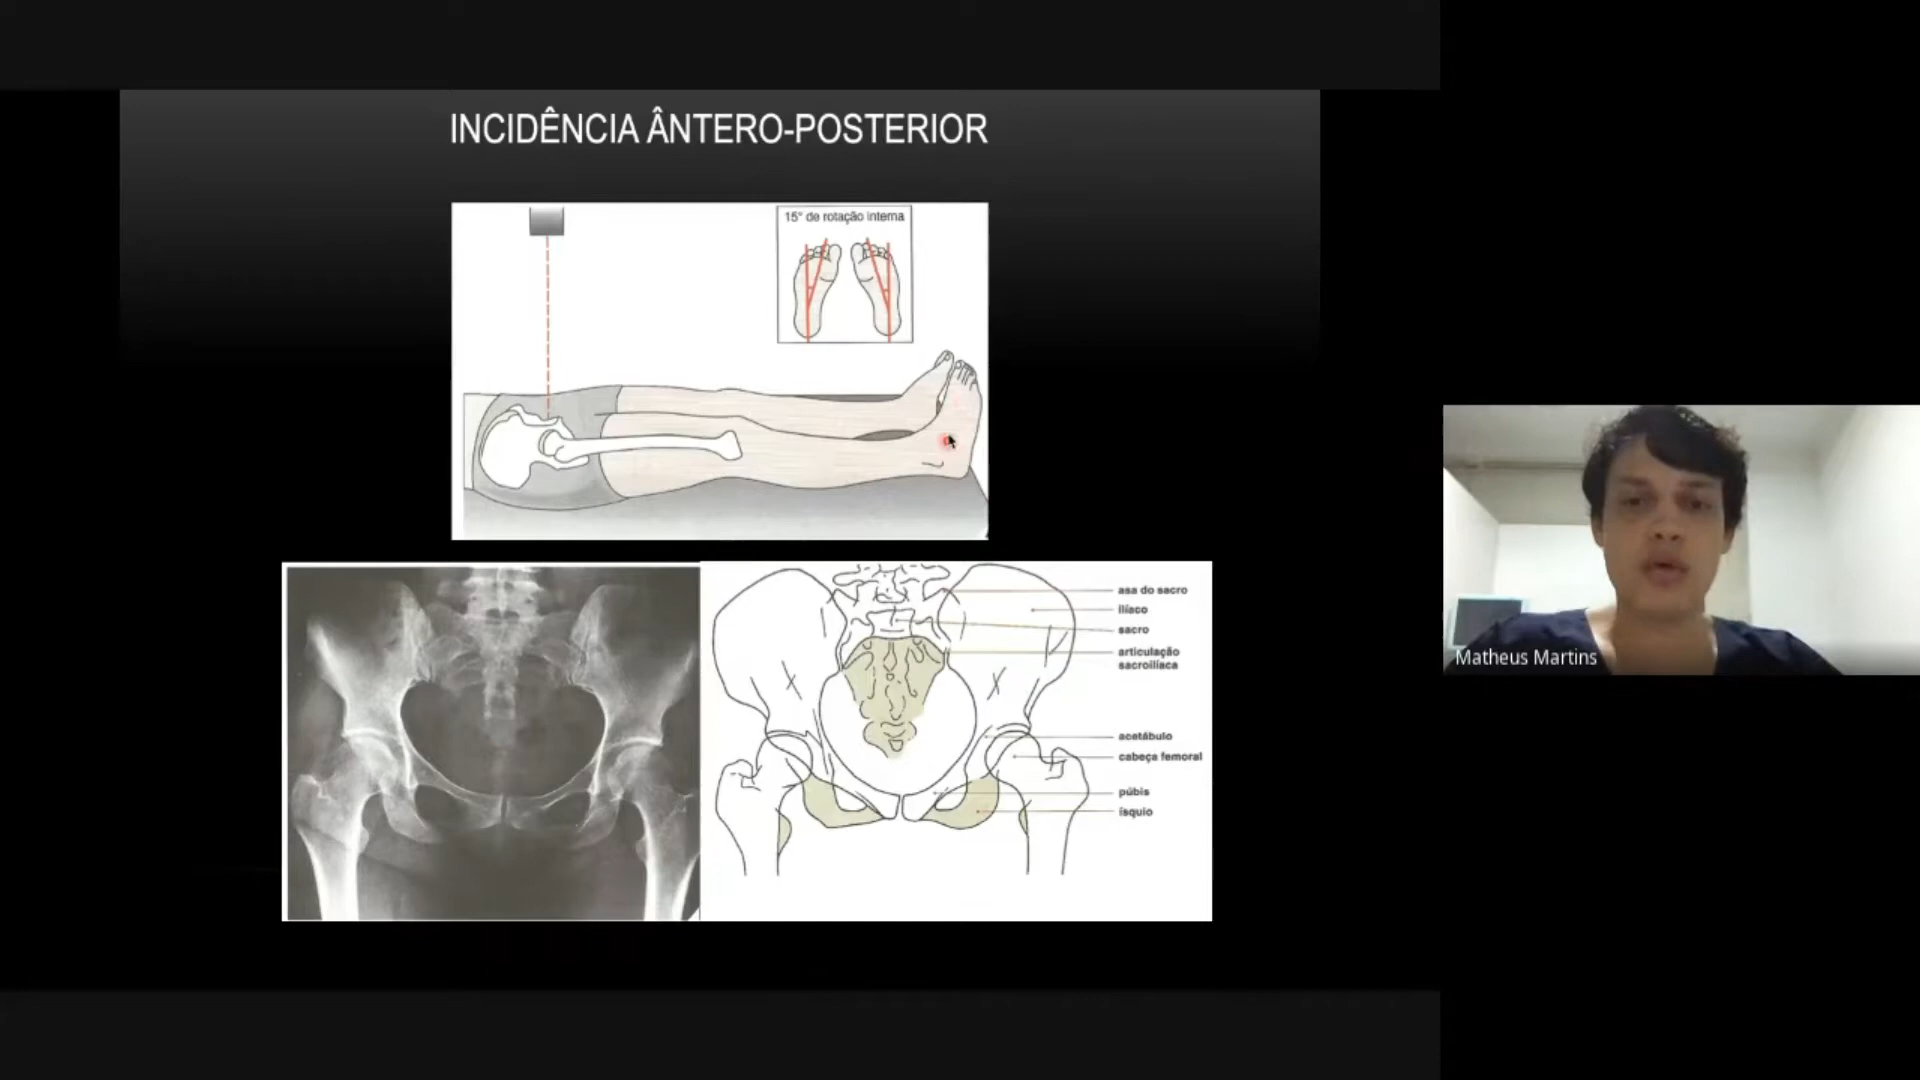 INCIDÊNCIA ÂNTERO-POSTERIOR
15° de rotação interna
asa do sacro
ilíaco
sacro
articulação
sacroilíaca
acetábulo
cabeça femoral
púbis
ísquio
Matheus Martins